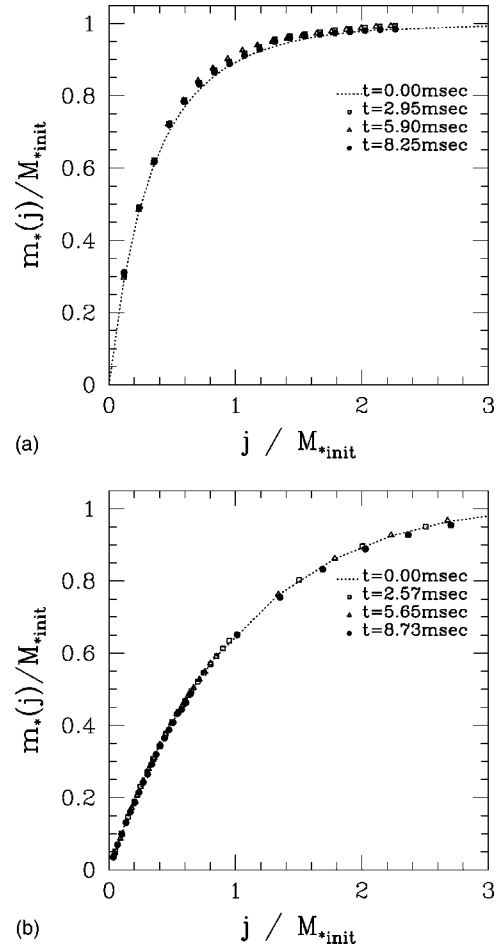 1
0.8
0.6
0.4
0.2
0
m*(j)/M*init
t=0.00msec
t=2.95msec
t=5.90msec
t=8.25msec
0 1 2 3
j / M*init
(a)
1
0.8
0.6
0.4
0.2
0
m*(j)/M*init
t=0.00msec
t=2.57msec
t=5.65msec
t=8.73msec
0 1 2 3
j / M*init
(b)